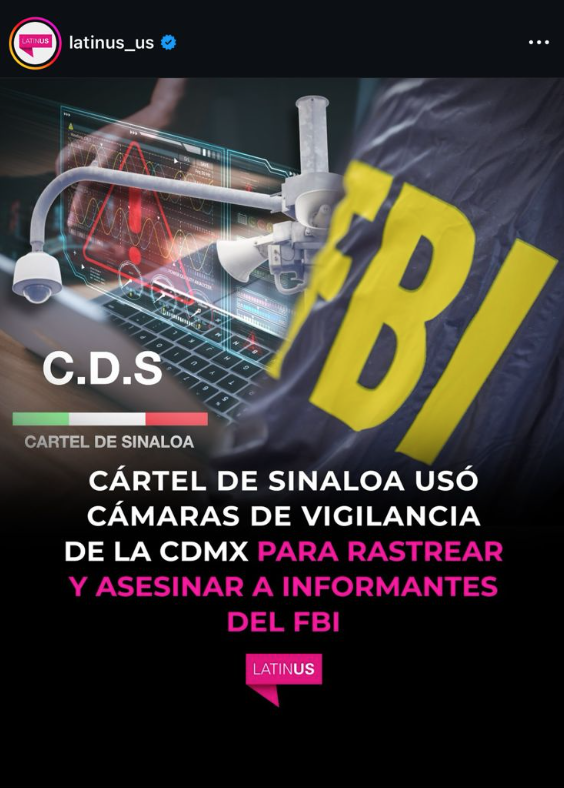 LATINUS
latinus_us
FBI
C.D.S
CARTEL DE SINALOA
CÁRTEL DE SINALOA USÓ
CÁMARAS DE VIGILANCIA
DE LA CDMX PARA RASTREAR
Y ASESINAR A INFORMANTES
DEL FBI
LATINUS